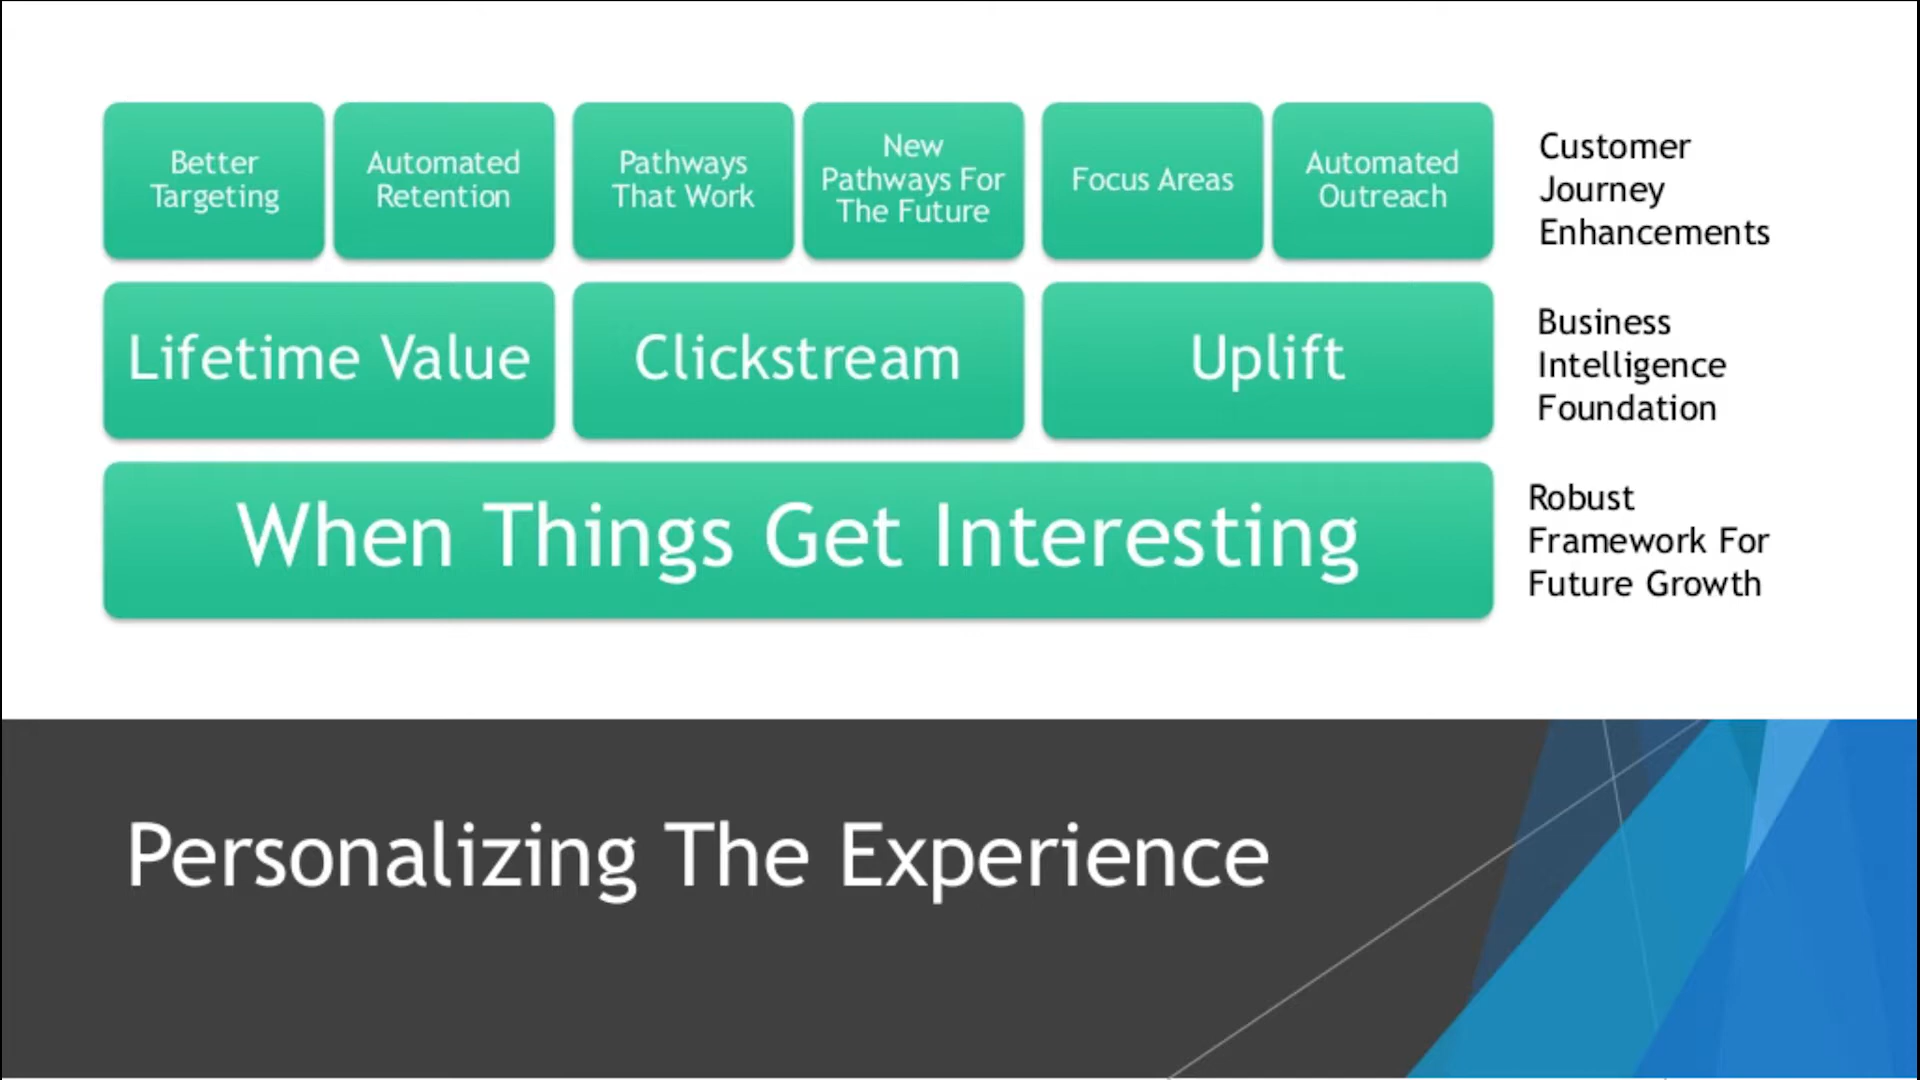 Better
Targeting
Automated
Retention
Pathways
That Work
New
Pathways For
The Future
Focus Areas
Automated
Outreach
Customer
Journey
Enhancements
Lifetime Value
Clickstream
Uplift
Business
Intelligence
Foundation
When Things Get Interesting
Robust
Framework For
Future Growth
Personalizing The Experience